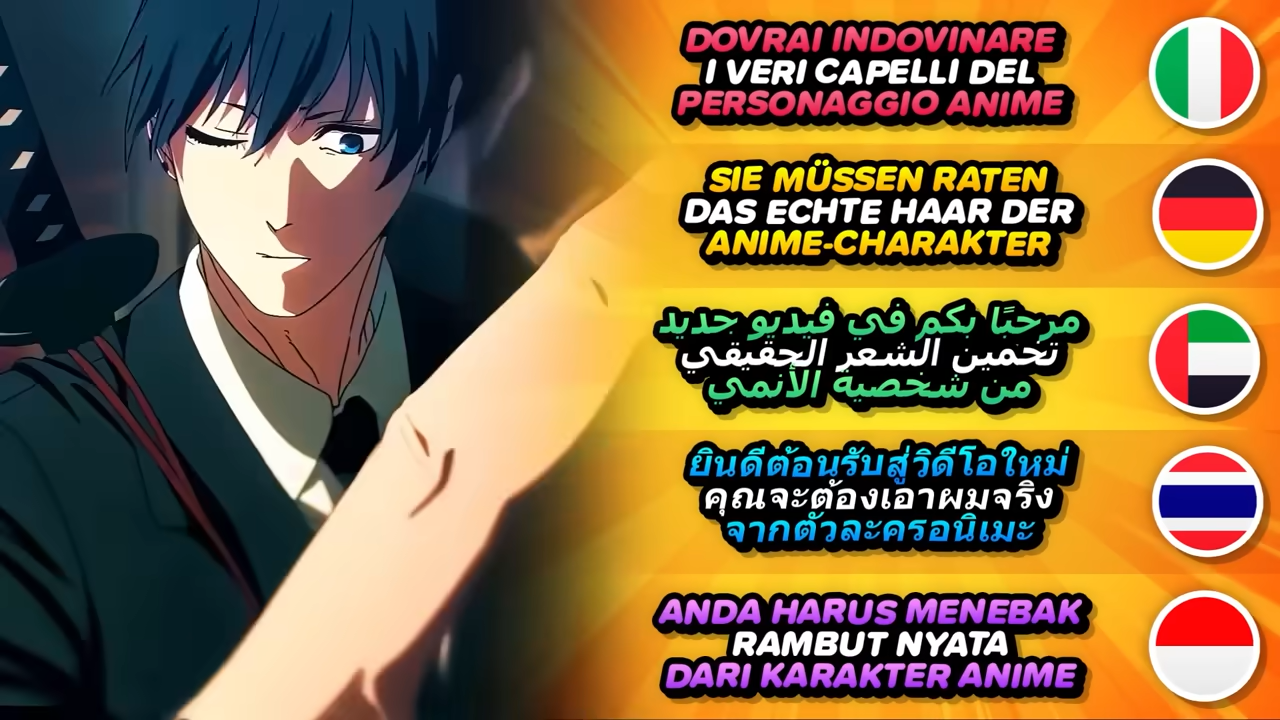 DOVRAI INDOVINARE
I VERI CAPELLI DEL
PERSONAGGIO ANIME
SIE MÜSSEN RATEN
DAS ECHTE HAAR DER
ANIME-CHARAKTER
مرحبًا بكم في فيديو جديد
تخمين الشعر الحقيقي
من شخصية الأنمي
ยินดีต้อนรับสู่วิดีโอใหม่
คุณจะต้องเอาผมจริง
จากตัวละครอนิเมะ
ANDA HARUS MENEBAK
RAMBUT NYATA
DARI KARAKTER ANIME